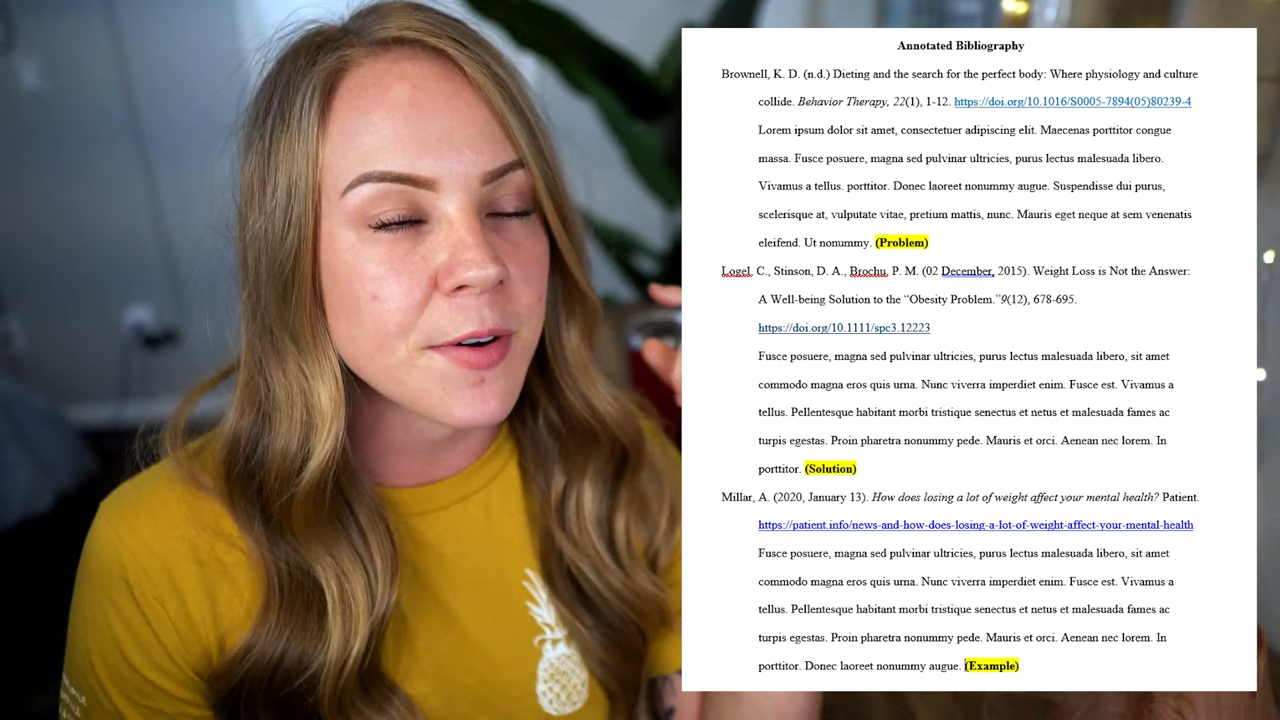 Annotated Bibliography
Brownell, K. D. (n.d.) Dieting and the search for the perfect body: Where physiology and culture
collide. Behavior Therapy, 22(1), 1-12. https://doi.org/10.1016/S0005-7894(05)80239-4
Lorem ipsum dolor sit amet, consectetuer adipiscing elit. Maecenas porttitor congue
massa. Fusce posuere, magna sed pulvinar ultricies, purus lectus malesuada libero.
Vivamus a tellus. porttitor. Donec laoreet nonummy augue. Suspendisse dui purus,
scelerisque at, vulputate vitae, pretium mattis, nunc. Mauris eget neque at sem venenatis
eleifend. Ut nonummy. (Problem)
Logel, C., Stinson, D. A., Brochu, P. M. (02 December, 2015). Weight Loss is Not the Answer:
A Well-being Solution to the “Obesity Problem.”9(12), 678-695.
https://doi.org/10.1111/spc3.12223
Fusce posuere, magna sed pulvinar ultricies, purus lectus malesuada libero, sit amet
commodo magna eros quis urna. Nunc viverra imperdiet enim. Fusce est. Vivamus a
tellus. Pellentesque habitant morbi tristique senectus et netus et malesuada fames ac
turpis egestas. Proin pharetra nonummy pede. Mauris et orci. Aenean nec lorem. In
porttitor. (Solution)
Millar, A. (2020, January 13). How does losing a lot of weight affect your mental health? Patient.
https://patient.info/news-and-how-does-losing-a-lot-of-weight-affect-your-mental-health
Fusce posuere, magna sed pulvinar ultricies, purus lectus malesuada libero, sit amet
commodo magna eros quis urna. Nunc viverra imperdiet enim. Fusce est. Vivamus a
tellus. Pellentesque habitant morbi tristique senectus et netus et malesuada fames ac
turpis egestas. Proin pharetra nonummy pede. Mauris et orci. Aenean nec lorem. In
porttitor. Donec laoreet nonummy augue. (Example)